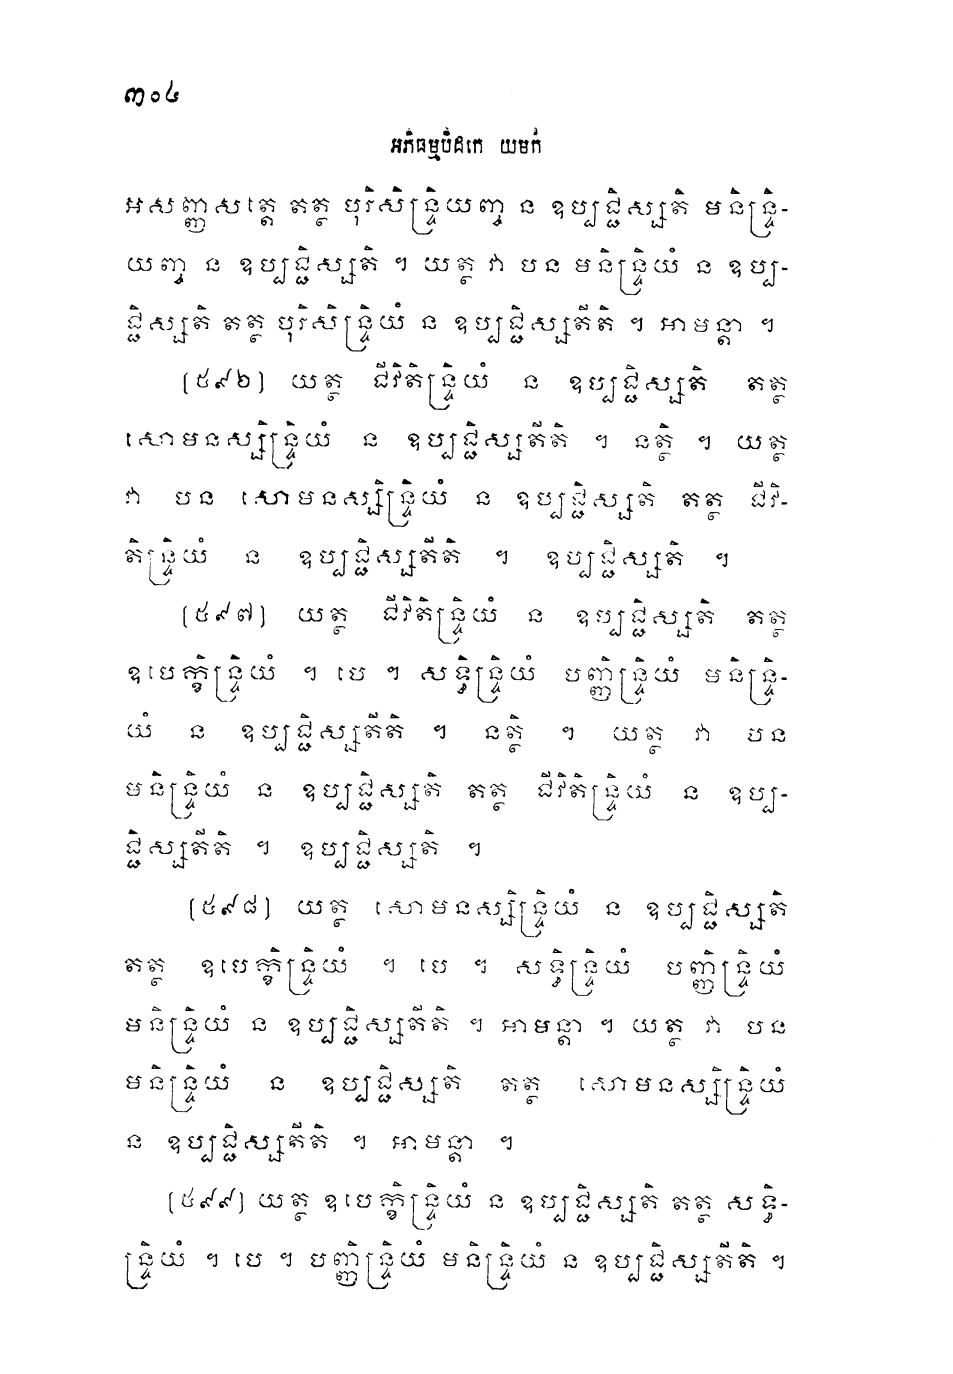 ៣០៤
អភិធម្មបិដកេ យមកំ
អសញ្ញសត្តេ តត្ថ បុរិសិន្ទ្រិយញ្ច ន ឧប្បជ្ជិស្សតិ មនិន្ទ្រិ-
យញ្ច ន ឧប្បជ្ជិស្សតិ ។ យត្ថ វា បន មនិន្ទ្រិយំ ន ឧប្ប-
ជ្ជិស្សតិ តត្ថ បុរិសិន្ទ្រិយំ ន ឧប្បជ្ជិស្សតីតិ ។ អាមន្តា ។
[៥៩៦] យត្ថ ជីវិតិន្ទ្រិយំ ន ឧប្បជ្ជិស្សតិ តត្ថ
សោមនស្សិន្ទ្រិយំ ន ឧប្បជ្ជិស្សតីតិ ។ នត្ថិ ។ យត្ថ
វា បន សោមនស្សិន្ទ្រិយំ ន ឧប្បជ្ជិស្សតិ តត្ថ ជីវិ-
តិន្ទ្រិយំ ន ឧប្បជ្ជិស្សតីតិ ។ ឧប្បជ្ជិស្សតិ ។
[៥៩៧] យត្ថ ជីវិតិន្ទ្រិយំ ន ឧប្បជ្ជិស្សតិ តត្ថ
ឧបេក្ខិន្ទ្រិយំ ។ បេ ។ សទ្ធិន្ទ្រិយំ បញ្ញិន្ទ្រិយំ មនិន្ទ្រិ-
យំ ន ឧប្បជ្ជិស្សតីតិ ។ នត្ថិ ។ យត្ថ វា បន
មនិន្ទ្រិយំ ន ឧប្បជ្ជិស្សតិ តត្ថ ជីវិតិន្ទ្រិយំ ន ឧប្ប-
ជ្ជិស្សតីតិ ។ ឧប្បជ្ជិស្សតិ ។
[៥៩៨] យត្ថ សោមនស្សិន្ទ្រិយំ ន ឧប្បជ្ជិស្សតិ
តត្ថ ឧបេក្ខិន្ទ្រិយំ ។ បេ ។ សទ្ធិន្ទ្រិយំ បញ្ញិន្ទ្រិយំ
មនិន្ទ្រិយំ ន ឧប្បជ្ជិស្សតីតិ ។ អាមន្តា ។ យត្ថ វា បន
មនិន្ទ្រិយំ ន ឧប្បជ្ជិស្សតិ តត្ថ សោមនស្សិន្ទ្រិយំ
ន ឧប្បជ្ជិស្សតីតិ ។ អាមន្តា ។
[៥៩៩] យត្ថ ឧបេក្ខិន្ទ្រិយំ ន ឧប្បជ្ជិស្សតិ តត្ថ សទ្ធិ-
ន្ទ្រិយំ ។ បេ ។ បញ្ញិន្ទ្រិយំ មនិន្ទ្រិយំ ន ឧប្បជ្ជិស្សតីតិ ។